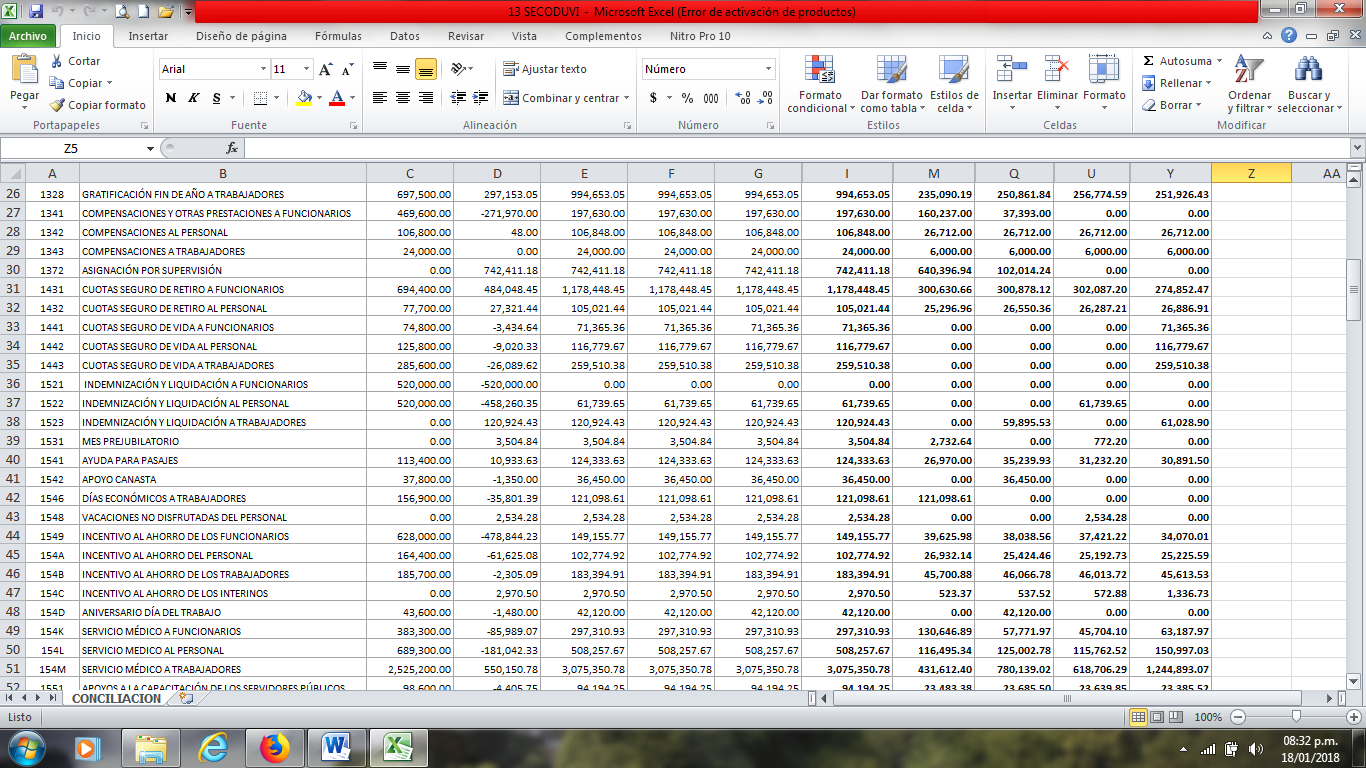 13 SECODUVI - Microsoft Excel (Error de activación de productos)
Archivo Inicio Insertar Diseño de página Fórmulas Datos Revisar Vista Complementos Nitro Pro 10
Pegar Cortar Copiar Copiar formato Portapapeles
Arial 11 N K S Fuente
Ajustar texto Combinar y centrar Alineación
Número $ % 000 Número
Formato condicional Dar formato como tabla Estilos de celda Estilos
Insertar Eliminar Formato Celdas
Σ Autosuma Rellenar Borrar Ordenar y filtrar Buscar y seleccionar Modificar
Z5 fx
A B C D E F G I M Q U Y Z AA
26 1328 GRATIFICACIÓN FIN DE AÑO A TRABAJADORES 697,500.00 297,153.05 994,653.05 994,653.05 994,653.05 994,653.05 235,090.19 250,861.84 256,774.59 251,926.43
27 1341 COMPENSACIONES Y OTRAS PRESTACIONES A FUNCIONARIOS 469,600.00 -271,970.00 197,630.00 197,630.00 197,630.00 197,630.00 160,237.00 37,393.00 0.00 0.00
28 1342 COMPENSACIONES AL PERSONAL 106,800.00 48.00 106,848.00 106,848.00 106,848.00 106,848.00 26,712.00 26,712.00 26,712.00 26,712.00
29 1343 COMPENSACIONES A TRABAJADORES 24,000.00 0.00 24,000.00 24,000.00 24,000.00 24,000.00 6,000.00 6,000.00 6,000.00 6,000.00
30 1372 ASIGNACIÓN POR SUPERVISIÓN 0.00 742,411.18 742,411.18 742,411.18 742,411.18 742,411.18 640,396.94 102,014.24 0.00 0.00
31 1431 CUOTAS SEGURO DE RETIRO A FUNCIONARIOS 694,400.00 484,048.45 1,178,448.45 1,178,448.45 1,178,448.45 1,178,448.45 300,630.66 300,878.12 302,087.20 274,852.47
32 1432 CUOTAS SEGURO DE RETIRO AL PERSONAL 77,700.00 27,321.44 105,021.44 105,021.44 105,021.44 105,021.44 25,296.96 26,550.36 26,287.21 26,886.91
33 1441 CUOTAS SEGURO DE VIDA A FUNCIONARIOS 74,800.00 -3,434.64 71,365.36 71,365.36 71,365.36 71,365.36 0.00 0.00 0.00 71,365.36
34 1442 CUOTAS SEGURO DE VIDA AL PERSONAL 125,800.00 -9,020.33 116,779.67 116,779.67 116,779.67 116,779.67 0.00 0.00 0.00 116,779.67
35 1443 CUOTAS SEGURO DE VIDA A TRABAJADORES 285,600.00 -26,089.62 259,510.38 259,510.38 259,510.38 259,510.38 0.00 0.00 0.00 259,510.38
36 1521 INDEMNIZACIÓN Y LIQUIDACIÓN A FUNCIONARIOS 520,000.00 -520,000.00 0.00 0.00 0.00 0.00 0.00 0.00 0.00 0.00
37 1522 INDEMNIZACIÓN Y LIQUIDACIÓN AL PERSONAL 520,000.00 -458,260.35 61,739.65 61,739.65 61,739.65 61,739.65 0.00 0.00 61,739.65 0.00
38 1523 INDEMNIZACIÓN Y LIQUIDACIÓN A TRABAJADORES 0.00 120,924.43 120,924.43 120,924.43 120,924.43 120,924.43 0.00 59,895.53 0.00 61,028.90
39 1531 MES PREJUBILATORIO 0.00 3,504.84 3,504.84 3,504.84 3,504.84 3,504.84 2,732.64 0.00 772.20 0.00
40 1541 AYUDA PARA PASAJES 113,400.00 10,933.63 124,333.63 124,333.63 124,333.63 124,333.63 26,970.00 35,239.93 31,232.20 30,891.50
41 1542 APOYO CANASTA 37,800.00 -1,350.00 36,450.00 36,450.00 36,450.00 36,450.00 0.00 36,450.00 0.00 0.00
42 1546 DÍAS ECONÓMICOS A TRABAJADORES 156,900.00 -35,801.39 121,098.61 121,098.61 121,098.61 121,098.61 121,098.61 0.00 0.00 0.00
43 1548 VACACIONES NO DISFRUTADAS DEL PERSONAL 0.00 2,534.28 2,534.28 2,534.28 2,534.28 2,534.28 0.00 0.00 2,534.28 0.00
44 1549 INCENTIVO AL AHORRO DE LOS FUNCIONARIOS 628,000.00 -478,844.23 149,155.77 149,155.77 149,155.77 149,155.77 39,625.98 38,038.56 37,421.22 34,070.01
45 154A INCENTIVO AL AHORRO DEL PERSONAL 164,400.00 -61,625.08 102,774.92 102,774.92 102,774.92 102,774.92 26,932.14 25,424.46 25,192.73 25,225.59
46 154B INCENTIVO AL AHORRO DE LOS TRABAJADORES 185,700.00 -2,305.09 183,394.91 183,394.91 183,394.91 183,394.91 45,700.88 46,066.78 46,013.72 45,613.53
47 154C INCENTIVO AL AHORRO DE LOS INTERINOS 0.00 2,970.50 2,970.50 2,970.50 2,970.50 2,970.50 523.37 537.52 572.88 1,336.73
48 154D ANIVERSARIO DÍA DEL TRABAJO 43,600.00 -1,480.00 42,120.00 42,120.00 42,120.00 42,120.00 0.00 42,120.00 0.00 0.00
49 154K SERVICIO MÉDICO A FUNCIONARIOS 383,300.00 -85,989.07 297,310.93 297,310.93 297,310.93 297,310.93 130,646.89 57,771.97 45,704.10 63,187.97
50 154L SERVICIO MEDICO AL PERSONAL 689,300.00 -181,042.33 508,257.67 508,257.67 508,257.67 508,257.67 116,495.34 125,002.78 115,762.52 150,997.03
51 154M SERVICIO MÉDICO A TRABAJADORES 2,525,200.00 550,150.78 3,075,350.78 3,075,350.78 3,075,350.78 3,075,350.78 431,612.40 780,139.02 618,706.29 1,244,893.07
52 1551 APOYOS A LA CAPACITACIÓN DE LOS SERVIDORES PÚBLICOS 98,600.00 -4,405.75 94,194.25 94,194.25 94,194.25 94,194.25 23,483.38 23,685.50 23,639.85 23,385.52
CONCILIACION
Listo 100%
08:32 p.m.
18/01/2018